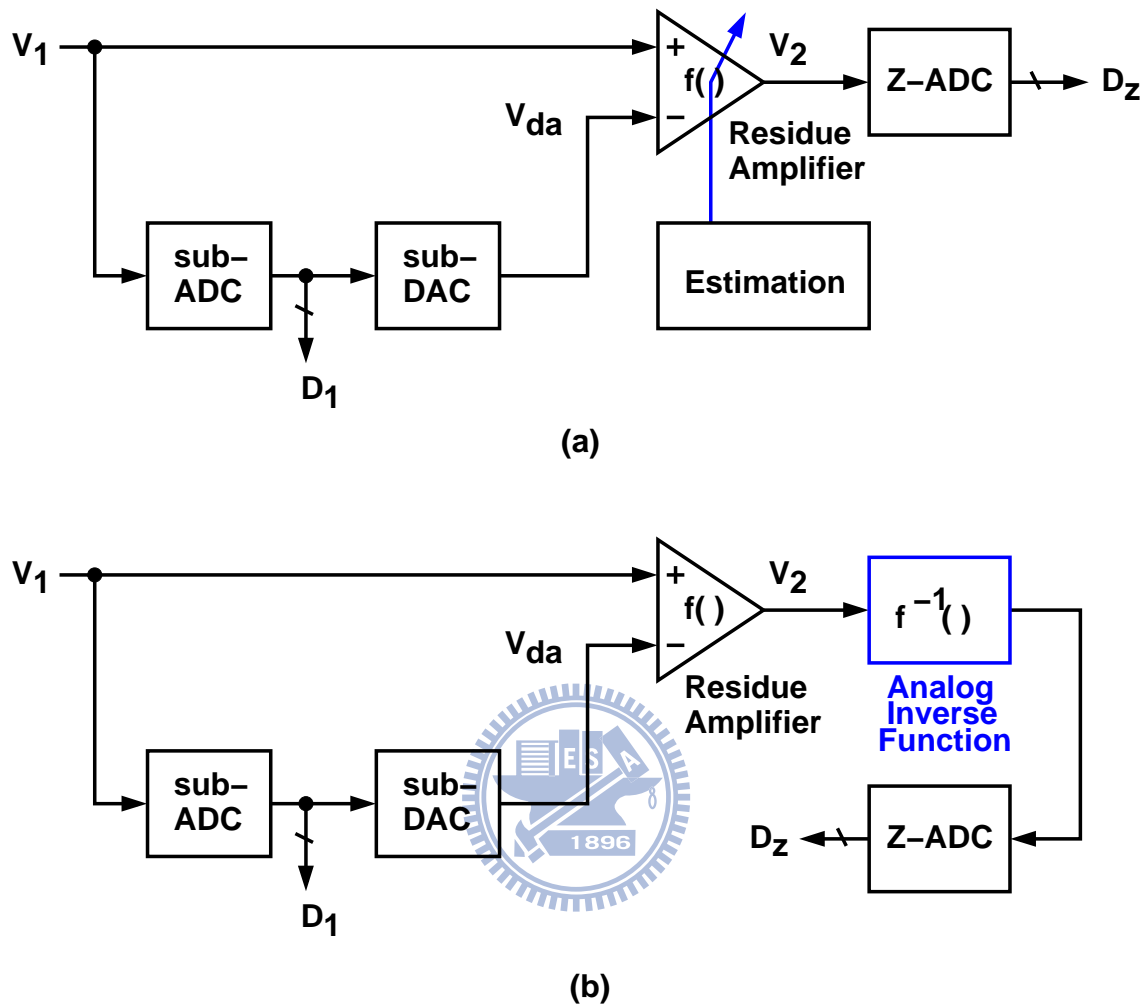 V1
+
f( )
−
V2
Z−ADC
Dz
Vda
Residue
Amplifier
sub−
ADC
sub−
DAC
Estimation
D1
(a)
V1
+
f( )
−
V2
f −1( )
Vda
Residue
Amplifier
Analog
Inverse
Function
sub−
ADC
sub−
DAC
E S A
1896
Dz
Z−ADC
D1
(b)